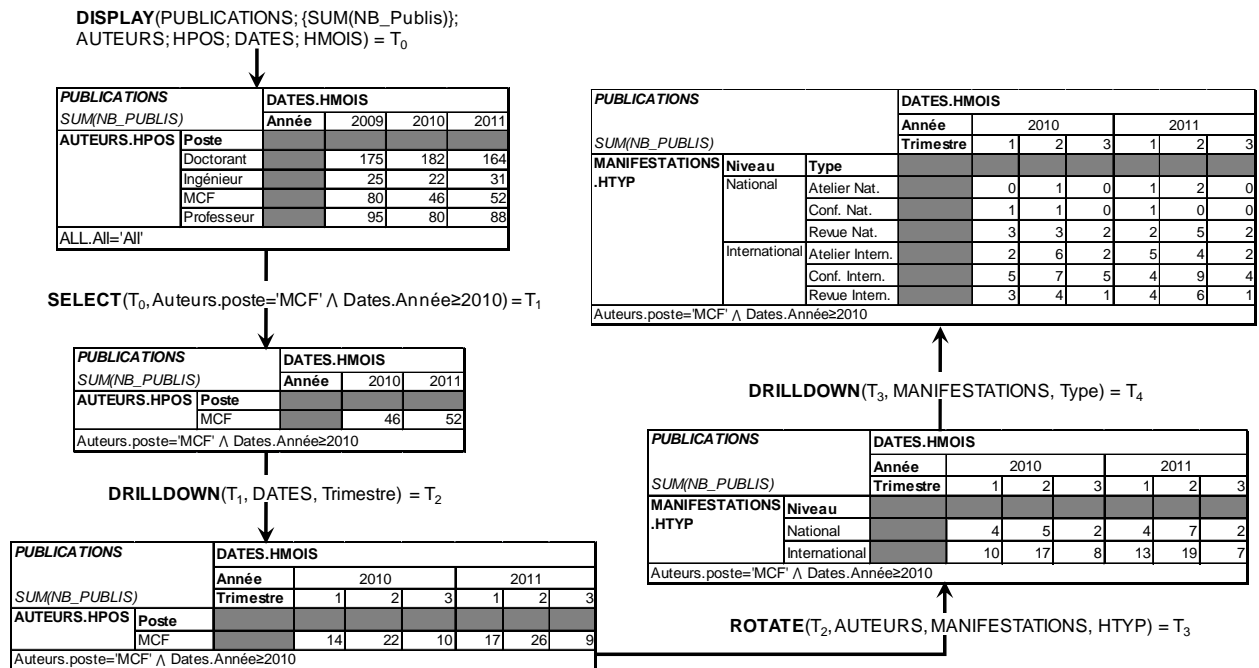 DISPLAY(PUBLICATIONS; {SUM(NB_Publis)};
AUTEURS; HPOS; DATES; HMOIS) = T0
PUBLICATIONS DATES.HMOIS
SUM(NB_PUBLIS) Année 2009 2010 2011
AUTEURS.HPOS Poste
Doctorant 175 182 164
Ingénieur 25 22 31
MCF 80 46 52
Professeur 95 80 88
ALL.All='All'
SELECT(T0, Auteurs.poste='MCF' Λ Dates.Année≥2010) = T1
PUBLICATIONS DATES.HMOIS
SUM(NB_PUBLIS) Année 2010 2011
AUTEURS.HPOS Poste
MCF 46 52
Auteurs.poste='MCF' Λ Dates.Année≥2010
DRILLDOWN(T1, DATES, Trimestre) = T2
PUBLICATIONS DATES.HMOIS
Année 2010 2011
SUM(NB_PUBLIS) Trimestre 1 2 3 1 2 3
AUTEURS.HPOS Poste
MCF 14 22 10 17 26 9
Auteurs.poste='MCF' Λ Dates.Année≥2010
ROTATE(T2, AUTEURS, MANIFESTATIONS, HTYP) = T3
PUBLICATIONS DATES.HMOIS
Année 2010 2011
SUM(NB_PUBLIS) Trimestre 1 2 3 1 2 3
MANIFESTATIONS Niveau
.HTYP
National 4 5 2 4 7 2
International 10 17 8 13 19 7
Auteurs.poste='MCF' Λ Dates.Année≥2010
DRILLDOWN(T3, MANIFESTATIONS, Type) = T4
PUBLICATIONS DATES.HMOIS
Année 2010 2011
SUM(NB_PUBLIS) Trimestre 1 2 3 1 2 3
MANIFESTATIONS Niveau Type
.HTYP National Atelier Nat. 0 1 0 1 2 0
Conf. Nat. 1 1 0 1 0 0
Revue Nat. 3 3 2 2 5 2
International Atelier Intern. 2 6 2 5 4 2
Conf. Intern. 5 7 5 4 9 4
Revue Intern. 3 4 1 4 6 1
Auteurs.poste='MCF' Λ Dates.Année≥2010